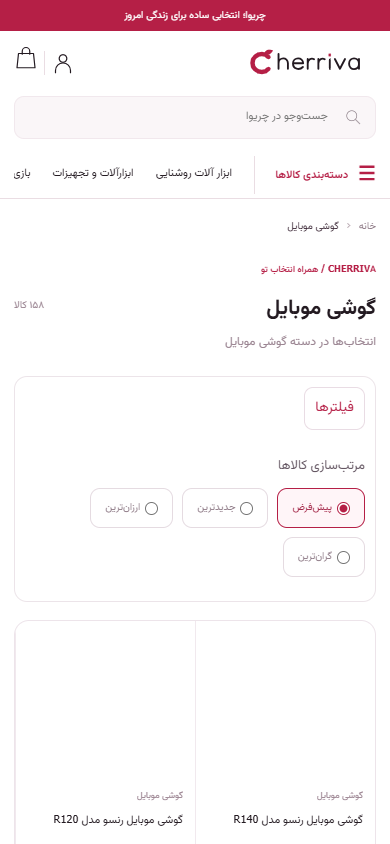 چریوا؛ انتخابی ساده برای زندگی امروز
Cherriva
جست‌وجو در چریوا
دسته‌بندی کالاها
ابزار آلات روشنایی
ابزارآلات و تجهیزات
بازی
خانه
گوشی موبایل
CHERRIVA / همراه انتخاب تو
گوشی موبایل
۱۵۸ کالا
انتخاب‌ها در دسته گوشی موبایل
فیلترها
مرتب‌سازی کالاها
پیش‌فرض
جدیدترین
ارزان‌ترین
گران‌ترین
گوشی موبایل
گوشی موبایل رنسو مدل R140
گوشی موبایل
گوشی موبایل رنسو مدل R120